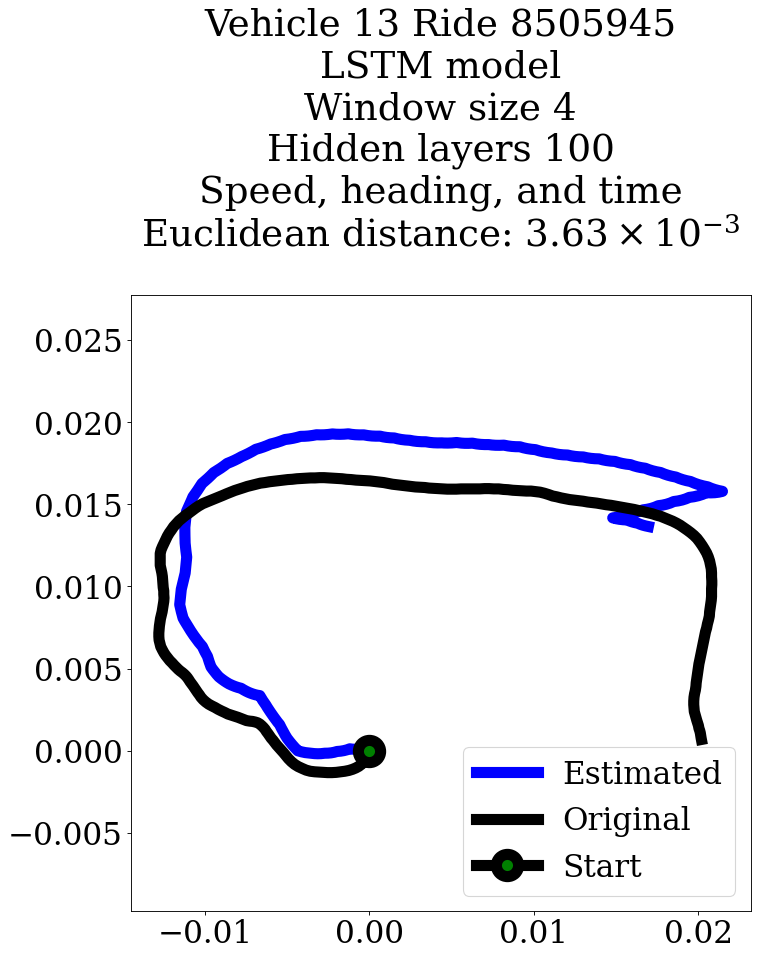 Vehicle 13 Ride 8505945
LSTM model
Window size 4
Hidden layers 100
Speed, heading, and time
Euclidean distance: 3.63 × 10⁻³
0.025
0.020
0.015
0.010
0.005
0.000
−0.005
−0.01
0.00
0.01
0.02
Estimated
Original
Start